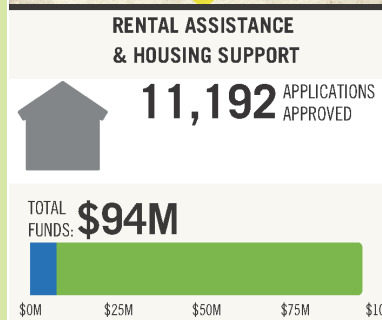 RENTAL ASSISTANCE
& HOUSING SUPPORT
11,192 APPLICATIONS
APPROVED
TOTAL
FUNDS: $94M
$0M $25M $50M $75M